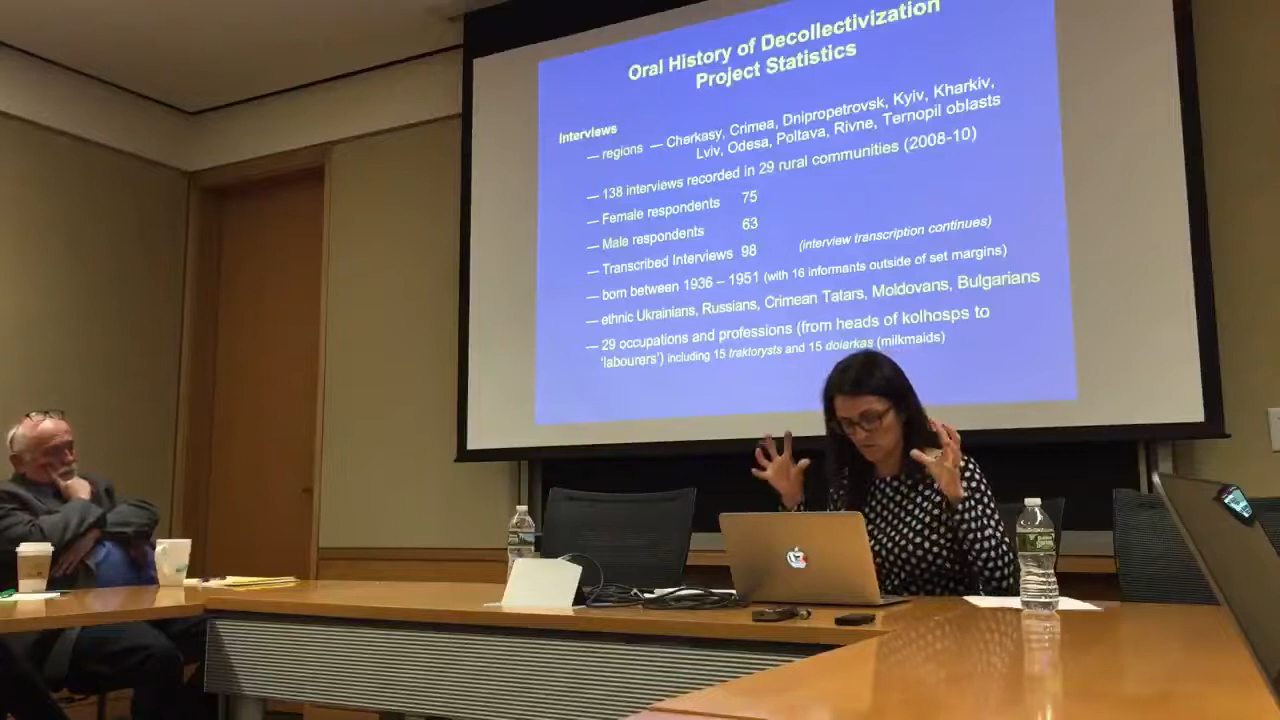 Oral History of Decollectivization
Project Statistics
Interviews
— regions — Cherkasy, Crimea, Dnipropetrovsk, Kyiv, Kharkiv,
Lviv, Odesa, Poltava, Rivne, Ternopil oblasts
— 138 interviews recorded in 29 rural communities (2008-10)
— Female respondents 75
— Male respondents 63
— Transcribed Interviews 98 (interview transcription continues)
— born between 1936 – 1951 (with 16 informants outside of set margins)
— ethnic Ukrainians, Russians, Crimean Tatars, Moldovans, Bulgarians
— 29 occupations and professions (from heads of kolhosps to
‘labourers’) including 15 traktorysts and 15 doiarkas (milkmaids)